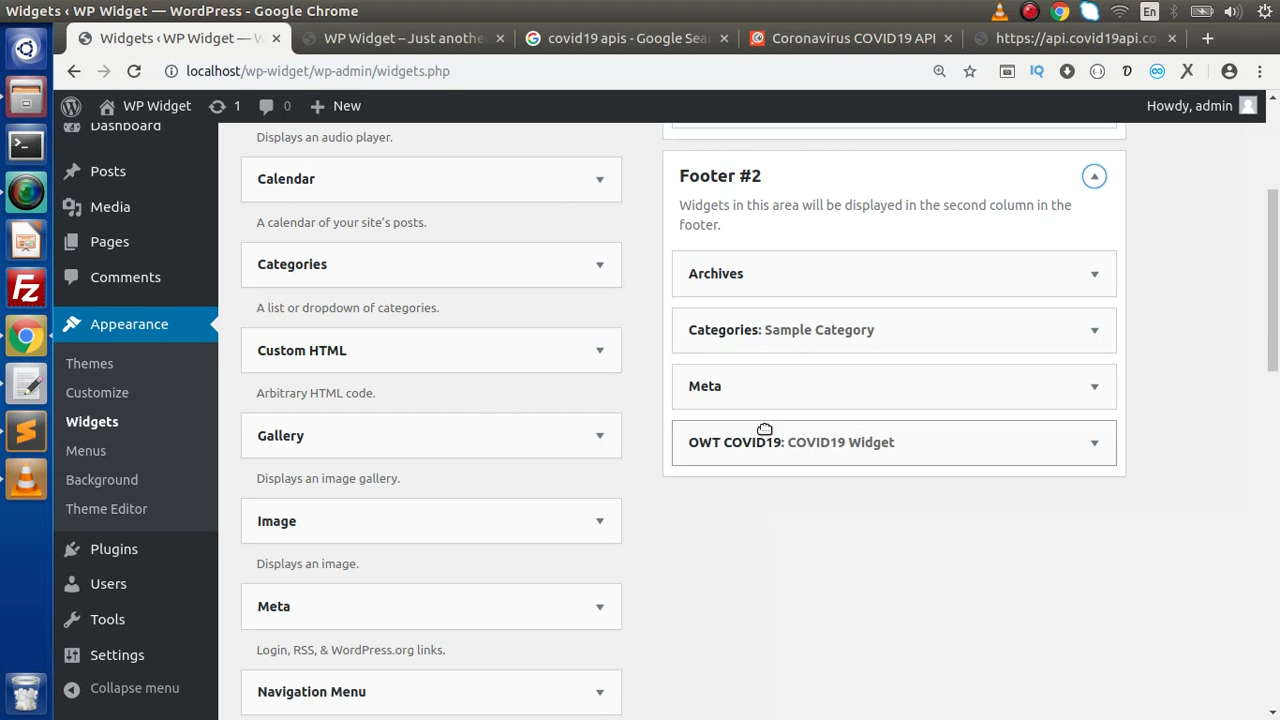 Widgets ‹ WP Widget — WordPress - Google Chrome
En
Widgets ‹ WP Widget —
WP Widget – Just anothe
covid19 apis - Google Sea
Coronavirus COVID19 API
https://api.covid19api.co
localhost/wp-widget/wp-admin/widgets.php
WP Widget
1
0
New
Howdy, admin
Dashboard
Posts
Media
Pages
Comments
Appearance
Themes
Customize
Widgets
Menus
Background
Theme Editor
Plugins
Users
Tools
Settings
Collapse menu
Displays an audio player.
Calendar
A calendar of your site's posts.
Categories
A list or dropdown of categories.
Custom HTML
Arbitrary HTML code.
Gallery
Displays an image gallery.
Image
Displays an image.
Meta
Login, RSS, & WordPress.org links.
Navigation Menu
Footer #2
Widgets in this area will be displayed in the second column in the
footer.
Archives
Categories: Sample Category
Meta
OWT COVID19: COVID19 Widget